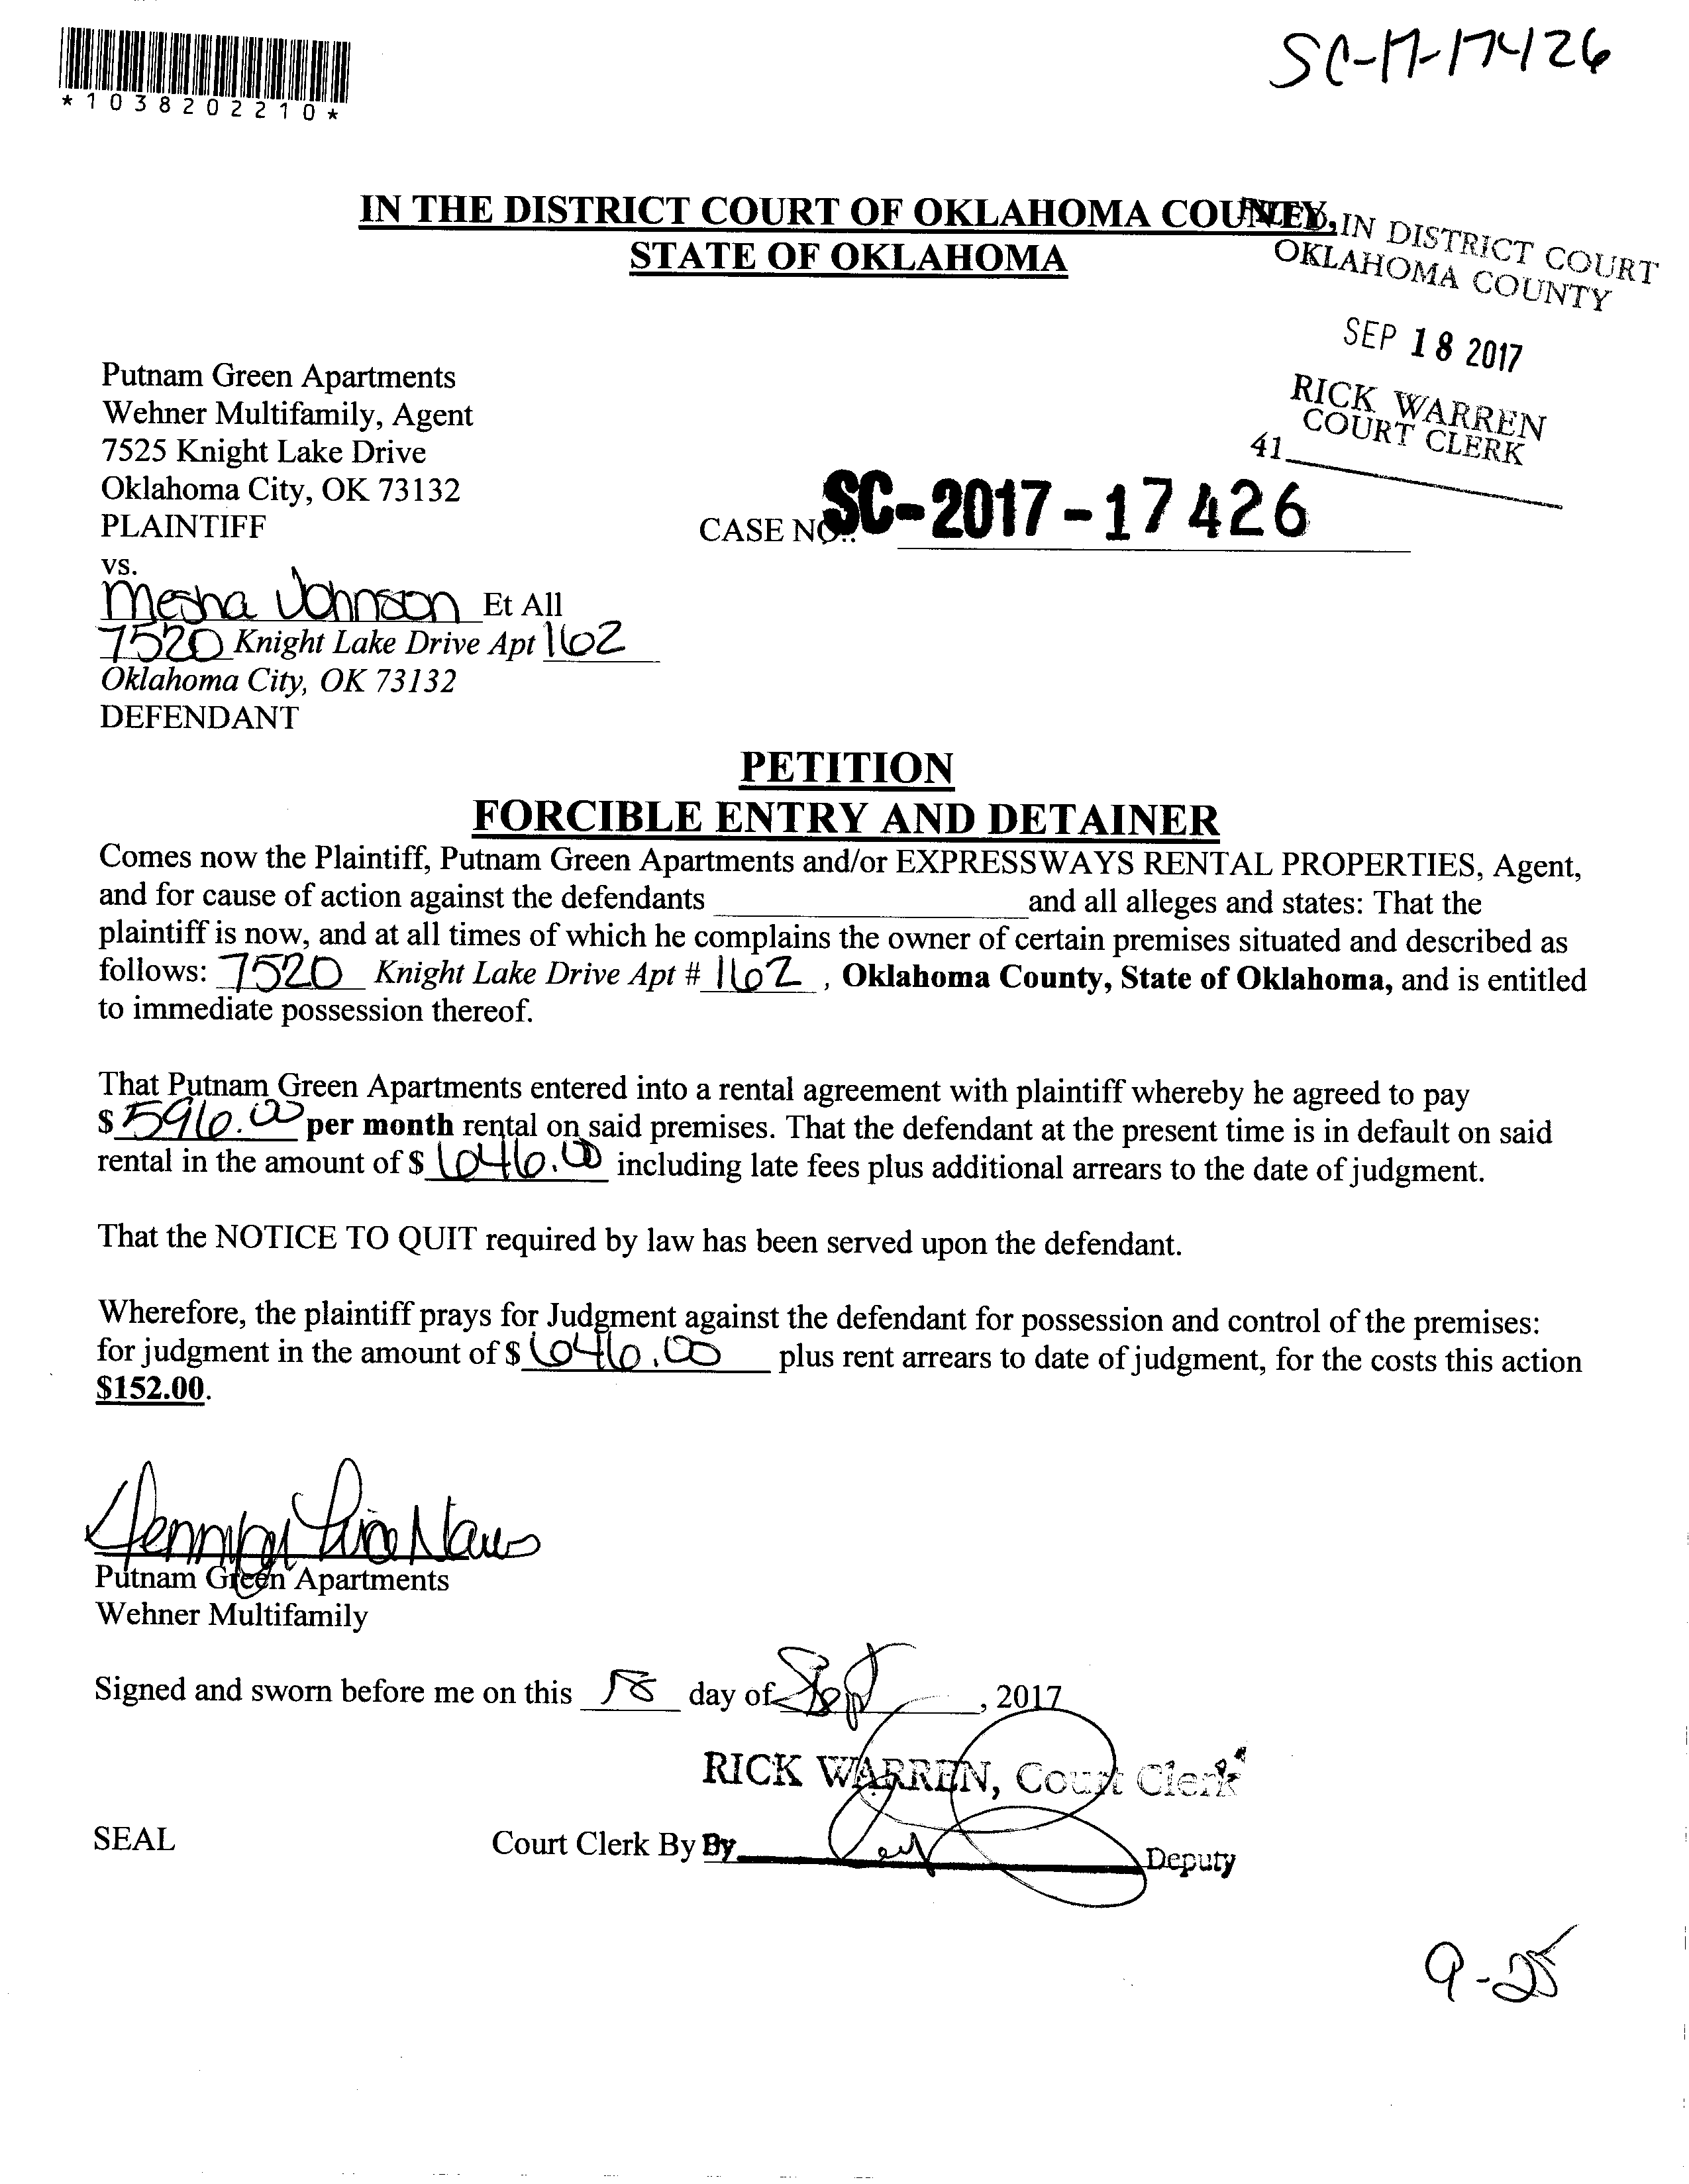 SC-17-17426
*1038202210*
IN THE DISTRICT COURT OF OKLAHOMA COUNTY,
STATE OF OKLAHOMA
FILED IN DISTRICT COURT
OKLAHOMA COUNTY
SEP 18 2017
RICK WARREN
COURT CLERK
41
Putnam Green Apartments
Wehner Multifamily, Agent
7525 Knight Lake Drive
Oklahoma City, OK 73132
PLAINTIFF
CASE NO.: SC-2017-17426
vs.
Mesha Johnson Et All
7520 Knight Lake Drive Apt 162
Oklahoma City, OK 73132
DEFENDANT
PETITION
FORCIBLE ENTRY AND DETAINER
Comes now the Plaintiff, Putnam Green Apartments and/or EXPRESSWAYS RENTAL PROPERTIES, Agent,
and for cause of action against the defendants and all alleges and states: That the
plaintiff is now, and at all times of which he complains the owner of certain premises situated and described as
follows: 7520 Knight Lake Drive Apt # 162 , Oklahoma County, State of Oklahoma, and is entitled
to immediate possession thereof.
That Putnam Green Apartments entered into a rental agreement with plaintiff whereby he agreed to pay
$ 596.00 per month rental on said premises. That the defendant at the present time is in default on said
rental in the amount of $ 646.00 including late fees plus additional arrears to the date of judgment.
That the NOTICE TO QUIT required by law has been served upon the defendant.
Wherefore, the plaintiff prays for Judgment against the defendant for possession and control of the premises:
for judgment in the amount of $ 646.00 plus rent arrears to date of judgment, for the costs this action
$152.00.
Putnam Green Apartments
Wehner Multifamily
Signed and sworn before me on this 18 day of Sept, 2017
RICK WARREN, Court Clerk
SEAL
Court Clerk By By Deputy
9-25